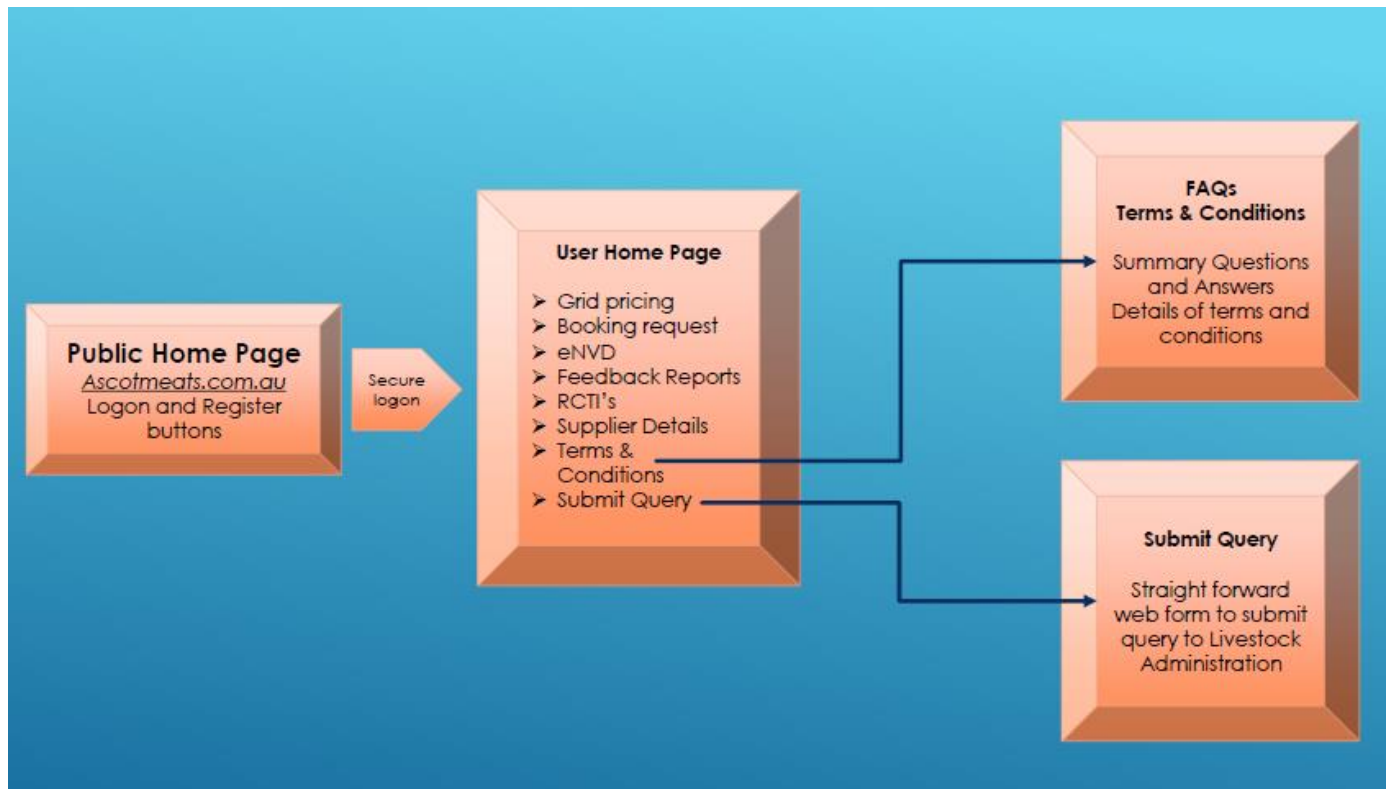 Public Home Page
Ascotmeats.com.au
Logon and Register
buttons
Secure
logon
User Home Page
➢ Grid pricing
➢ Booking request
➢ eNVD
➢ Feedback Reports
➢ RCTI's
➢ Supplier Details
➢ Terms &
Conditions
➢ Submit Query
FAQs
Terms & Conditions
Summary Questions
and Answers
Details of terms and
conditions
Submit Query
Straight forward
web form to submit
query to Livestock
Administration